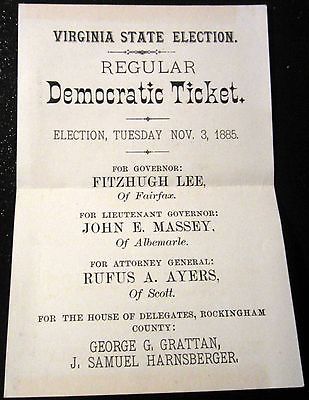 VIRGINIA STATE ELECTION.
REGULAR
Democratic Ticket.
ELECTION, TUESDAY NOV. 3, 1885.
FOR GOVERNOR:
FITZHUGH LEE,
Of Fairfax.
FOR LIEUTENANT GOVERNOR:
JOHN E. MASSEY,
Of Albemarle.
FOR ATTORNEY GENERAL:
RUFUS A. AYERS,
Of Scott.
FOR THE HOUSE OF DELEGATES, ROCKINGHAM
COUNTY:
GEORGE G. GRATTAN,
J. SAMUEL HARNSBERGER.